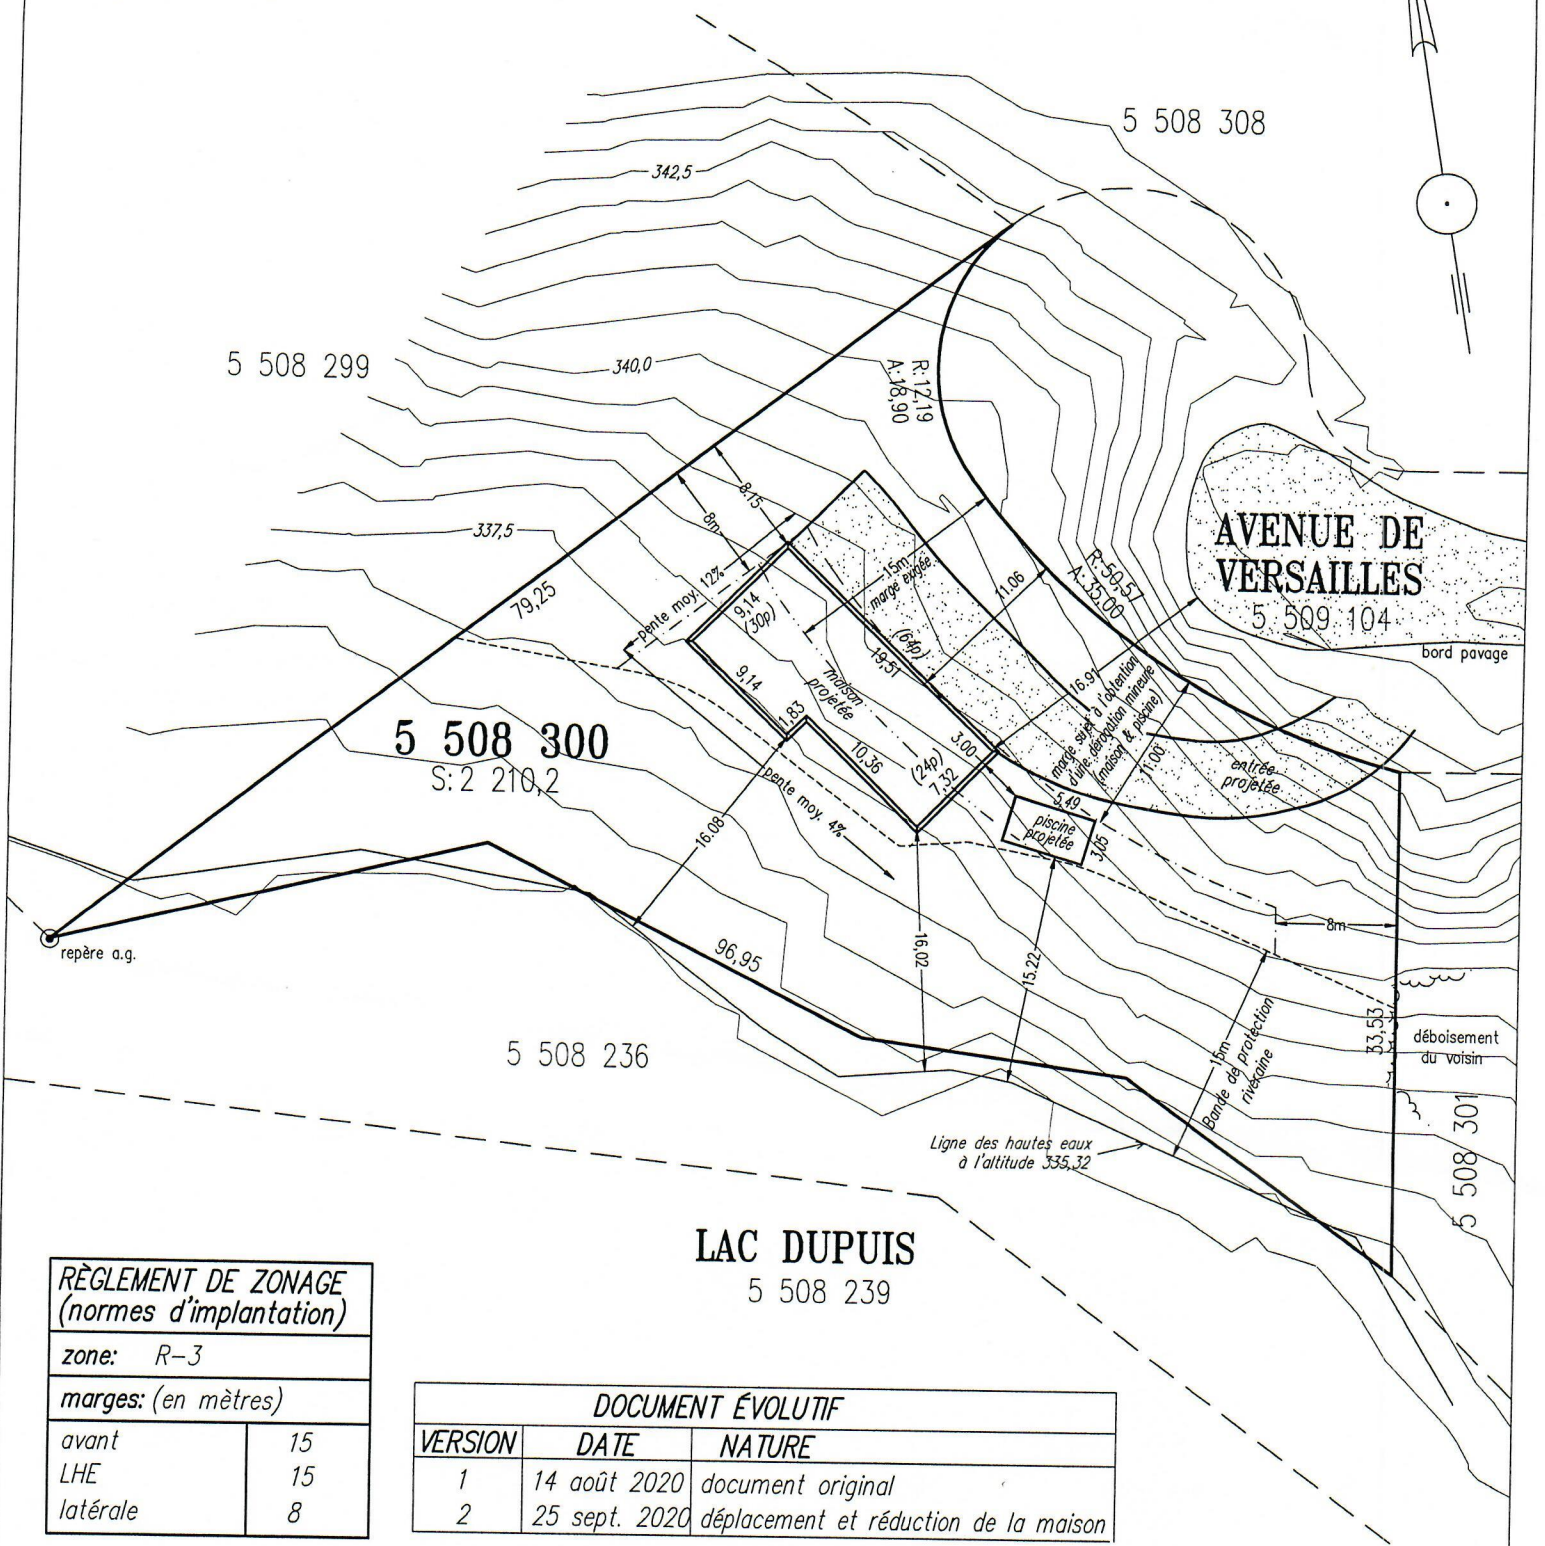 5 508 308
342,5
5 508 299
340,0
R:12,19
A:18,90
8.15
8m
337,5
AVENUE DE
VERSAILLES
5 509 104
bord pavage
R:50,57
A: 35,00
15m
marge exigée
11.06
79,25
pente moy. 12%
9,14
(30p)
(64p)
19,51
maison
projetée
9,14
1,83
10,36
(24p)
7,32
3.00
16.91
marge sujet à l'obtention
d'une dérogation mineure
(maison & piscine)
11.00
entrée
projetée
5 508 300
S: 2 210,2
pente moy. 4%
5,49
piscine
projetée
3,05
16.08
8m
repère a.g.
96,95
16,02
15.22
15m
Bande de protection
riveraine
33,53
déboisement
du voisin
5 508 236
5 508 301
Ligne des hautes eaux
à l'altitude 335,32
LAC DUPUIS
5 508 239
RÈGLEMENT DE ZONAGE
(normes d'implantation)
zone: R-3
marges: (en mètres)
avant 15
LHE 15
latérale 8
DOCUMENT ÉVOLUTIF
VERSION DATE NATURE
1 14 août 2020 document original
2 25 sept. 2020 déplacement et réduction de la maison